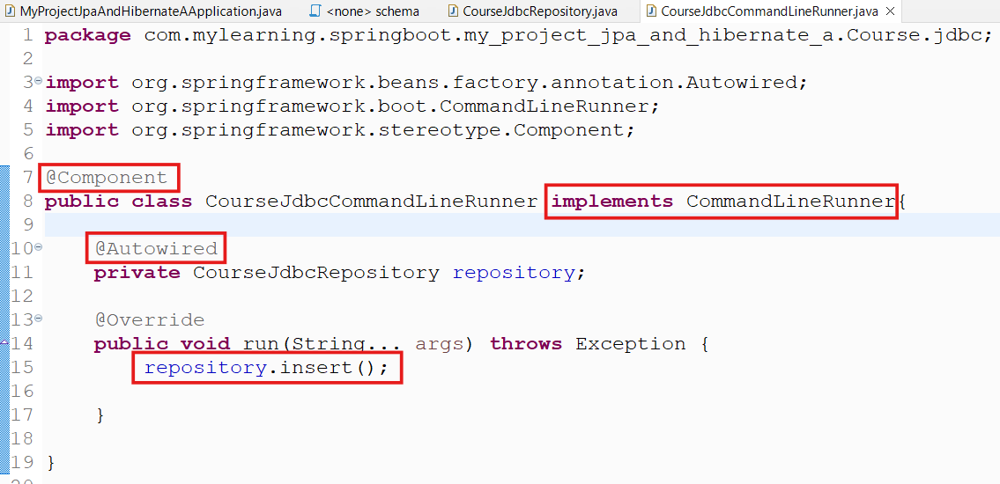 MyProjectJpaAndHibernateAApplication.java <none> schema CourseJdbcRepository.java CourseJdbcCommandLineRunner.java
1 package com.mylearning.springboot.my_project_jpa_and_hibernate_a.Course.jdbc;
2
3 import org.springframework.beans.factory.annotation.Autowired;
4 import org.springframework.boot.CommandLineRunner;
5 import org.springframework.stereotype.Component;
6
7 @Component
8 public class CourseJdbcCommandLineRunner implements CommandLineRunner{
9
10 @Autowired
11 private CourseJdbcRepository repository;
12
13 @Override
14 public void run(String... args) throws Exception {
15 repository.insert();
16
17 }
18
19 }
20